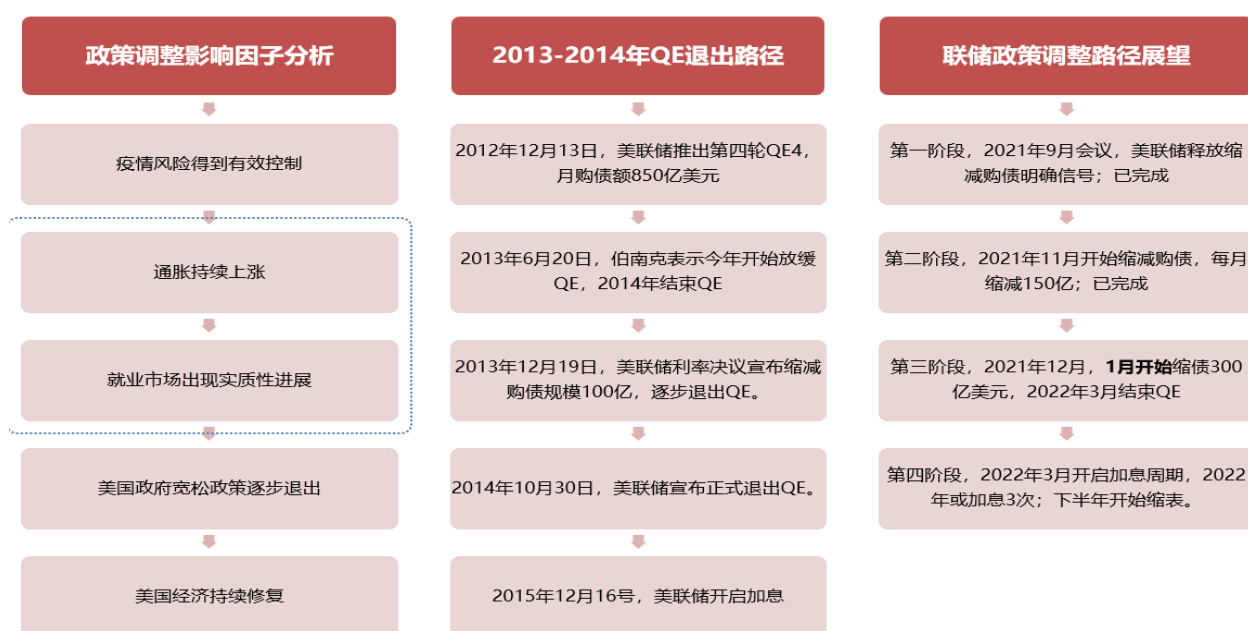 政策调整影响因子分析
疫情风险得到有效控制
通胀持续上涨
就业市场出现实质性进展
美国政府宽松政策逐步退出
美国经济持续修复
2013-2014年QE退出路径
2012年12月13日，美联储推出第四轮QE4，
月购债额850亿美元
2013年6月20日，伯南克表示今年开始放缓
QE，2014年结束QE
2013年12月19日，美联储利率决议宣布缩减
购债规模100亿，逐步退出QE。
2014年10月30日，美联储宣布正式退出QE。
2015年12月16号，美联储开启加息
联储政策调整路径展望
第一阶段，2021年9月会议，美联储释放缩
减购债明确信号；已完成
第二阶段，2021年11月开始缩减购债，每月
缩减150亿；已完成
第三阶段，2021年12月，1月开始缩债300
亿美元，2022年3月结束QE
第四阶段，2022年3月开启加息周期，2022
年或加息3次；下半年开始缩表。